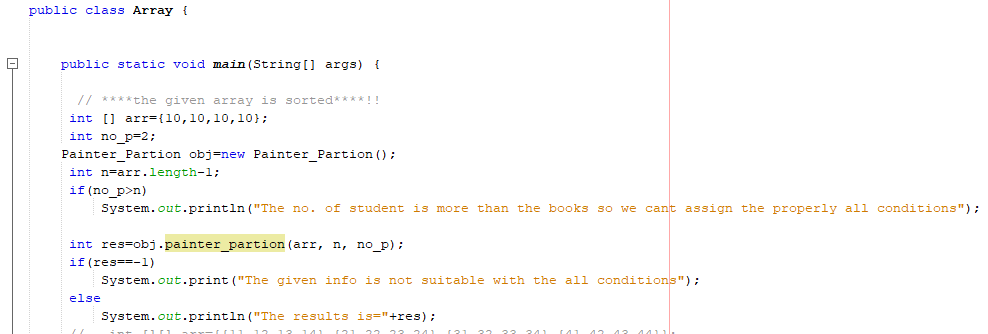 public class Array {
public static void main(String[] args) {
// ****the given array is sorted****!!
int [] arr={10,10,10,10};
int no_p=2;
Painter_Partion obj=new Painter_Partion();
int n=arr.length-1;
if(no_p>n)
System.out.println("The no. of student is more than the books so we cant assign the properly all conditions");
int res=obj.painter_partion(arr, n, no_p);
if(res==-1)
System.out.print("The given info is not suitable with the all conditions");
else
System.out.println("The results is="+res);
// int [][] arr={{11,12,13,14},{21,22,23,24},{31,32,33,34},{41,42,43,44}};